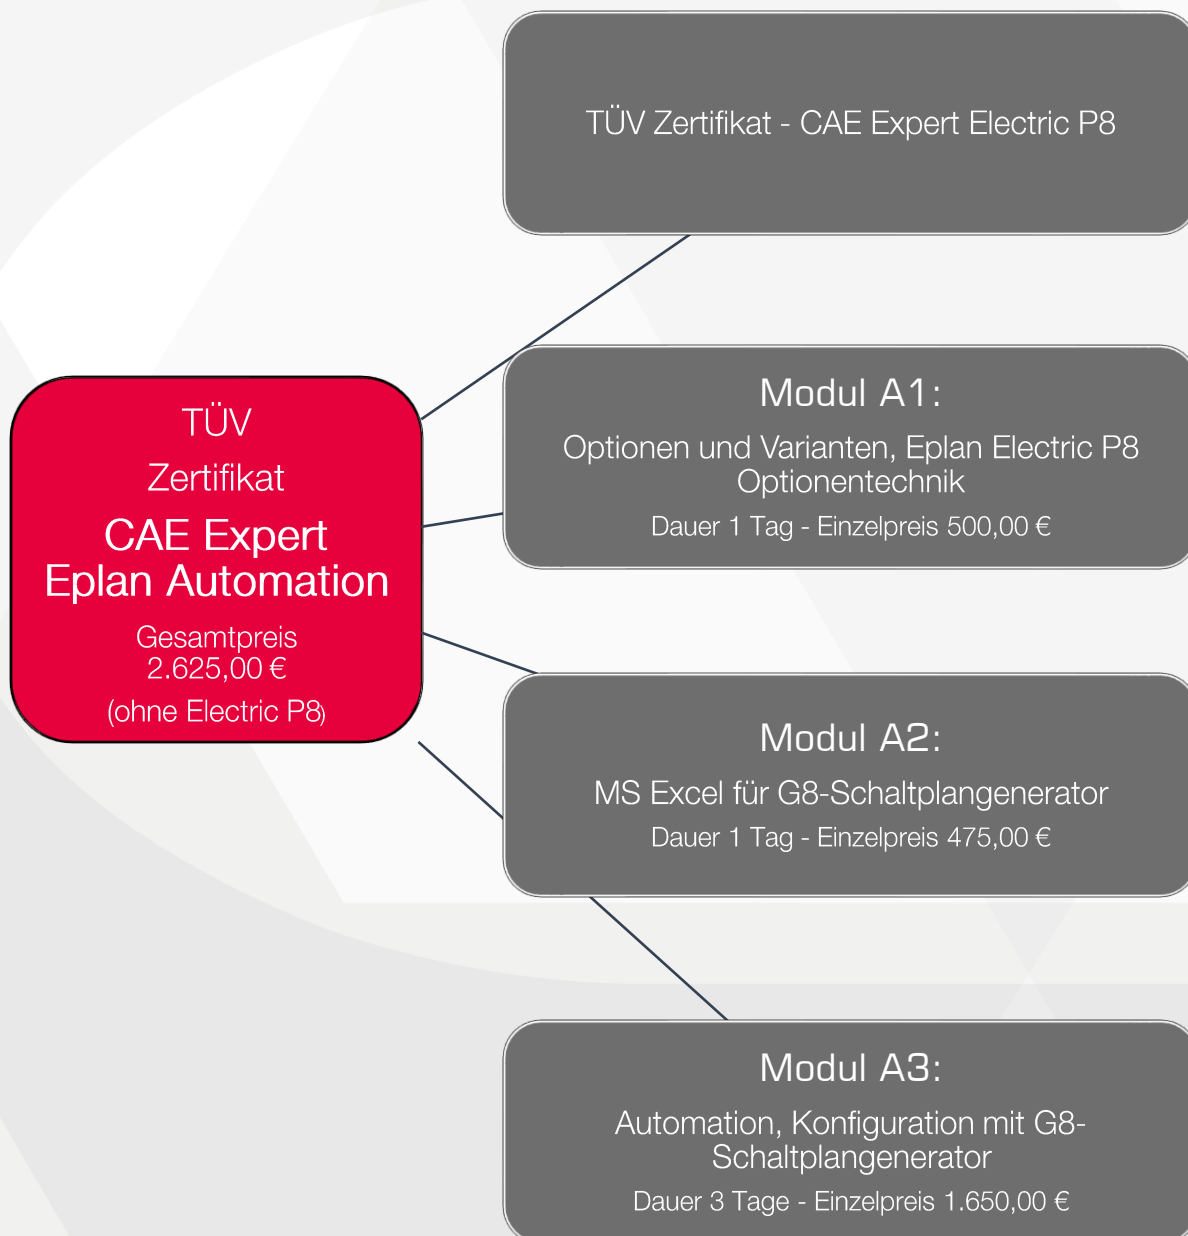 TÜV Zertifikat - CAE Expert Electric P8
TÜV
Zertifikat
CAE Expert
Eplan Automation
Gesamtpreis
2.625,00 €
(ohne Electric P8)
Modul A1:
Optionen und Varianten, Eplan Electric P8
Optionentechnik
Dauer 1 Tag - Einzelpreis 500,00 €
Modul A2:
MS Excel für G8-Schaltplangenerator
Dauer 1 Tag - Einzelpreis 475,00 €
Modul A3:
Automation, Konfiguration mit G8-
Schaltplangenerator
Dauer 3 Tage - Einzelpreis 1.650,00 €